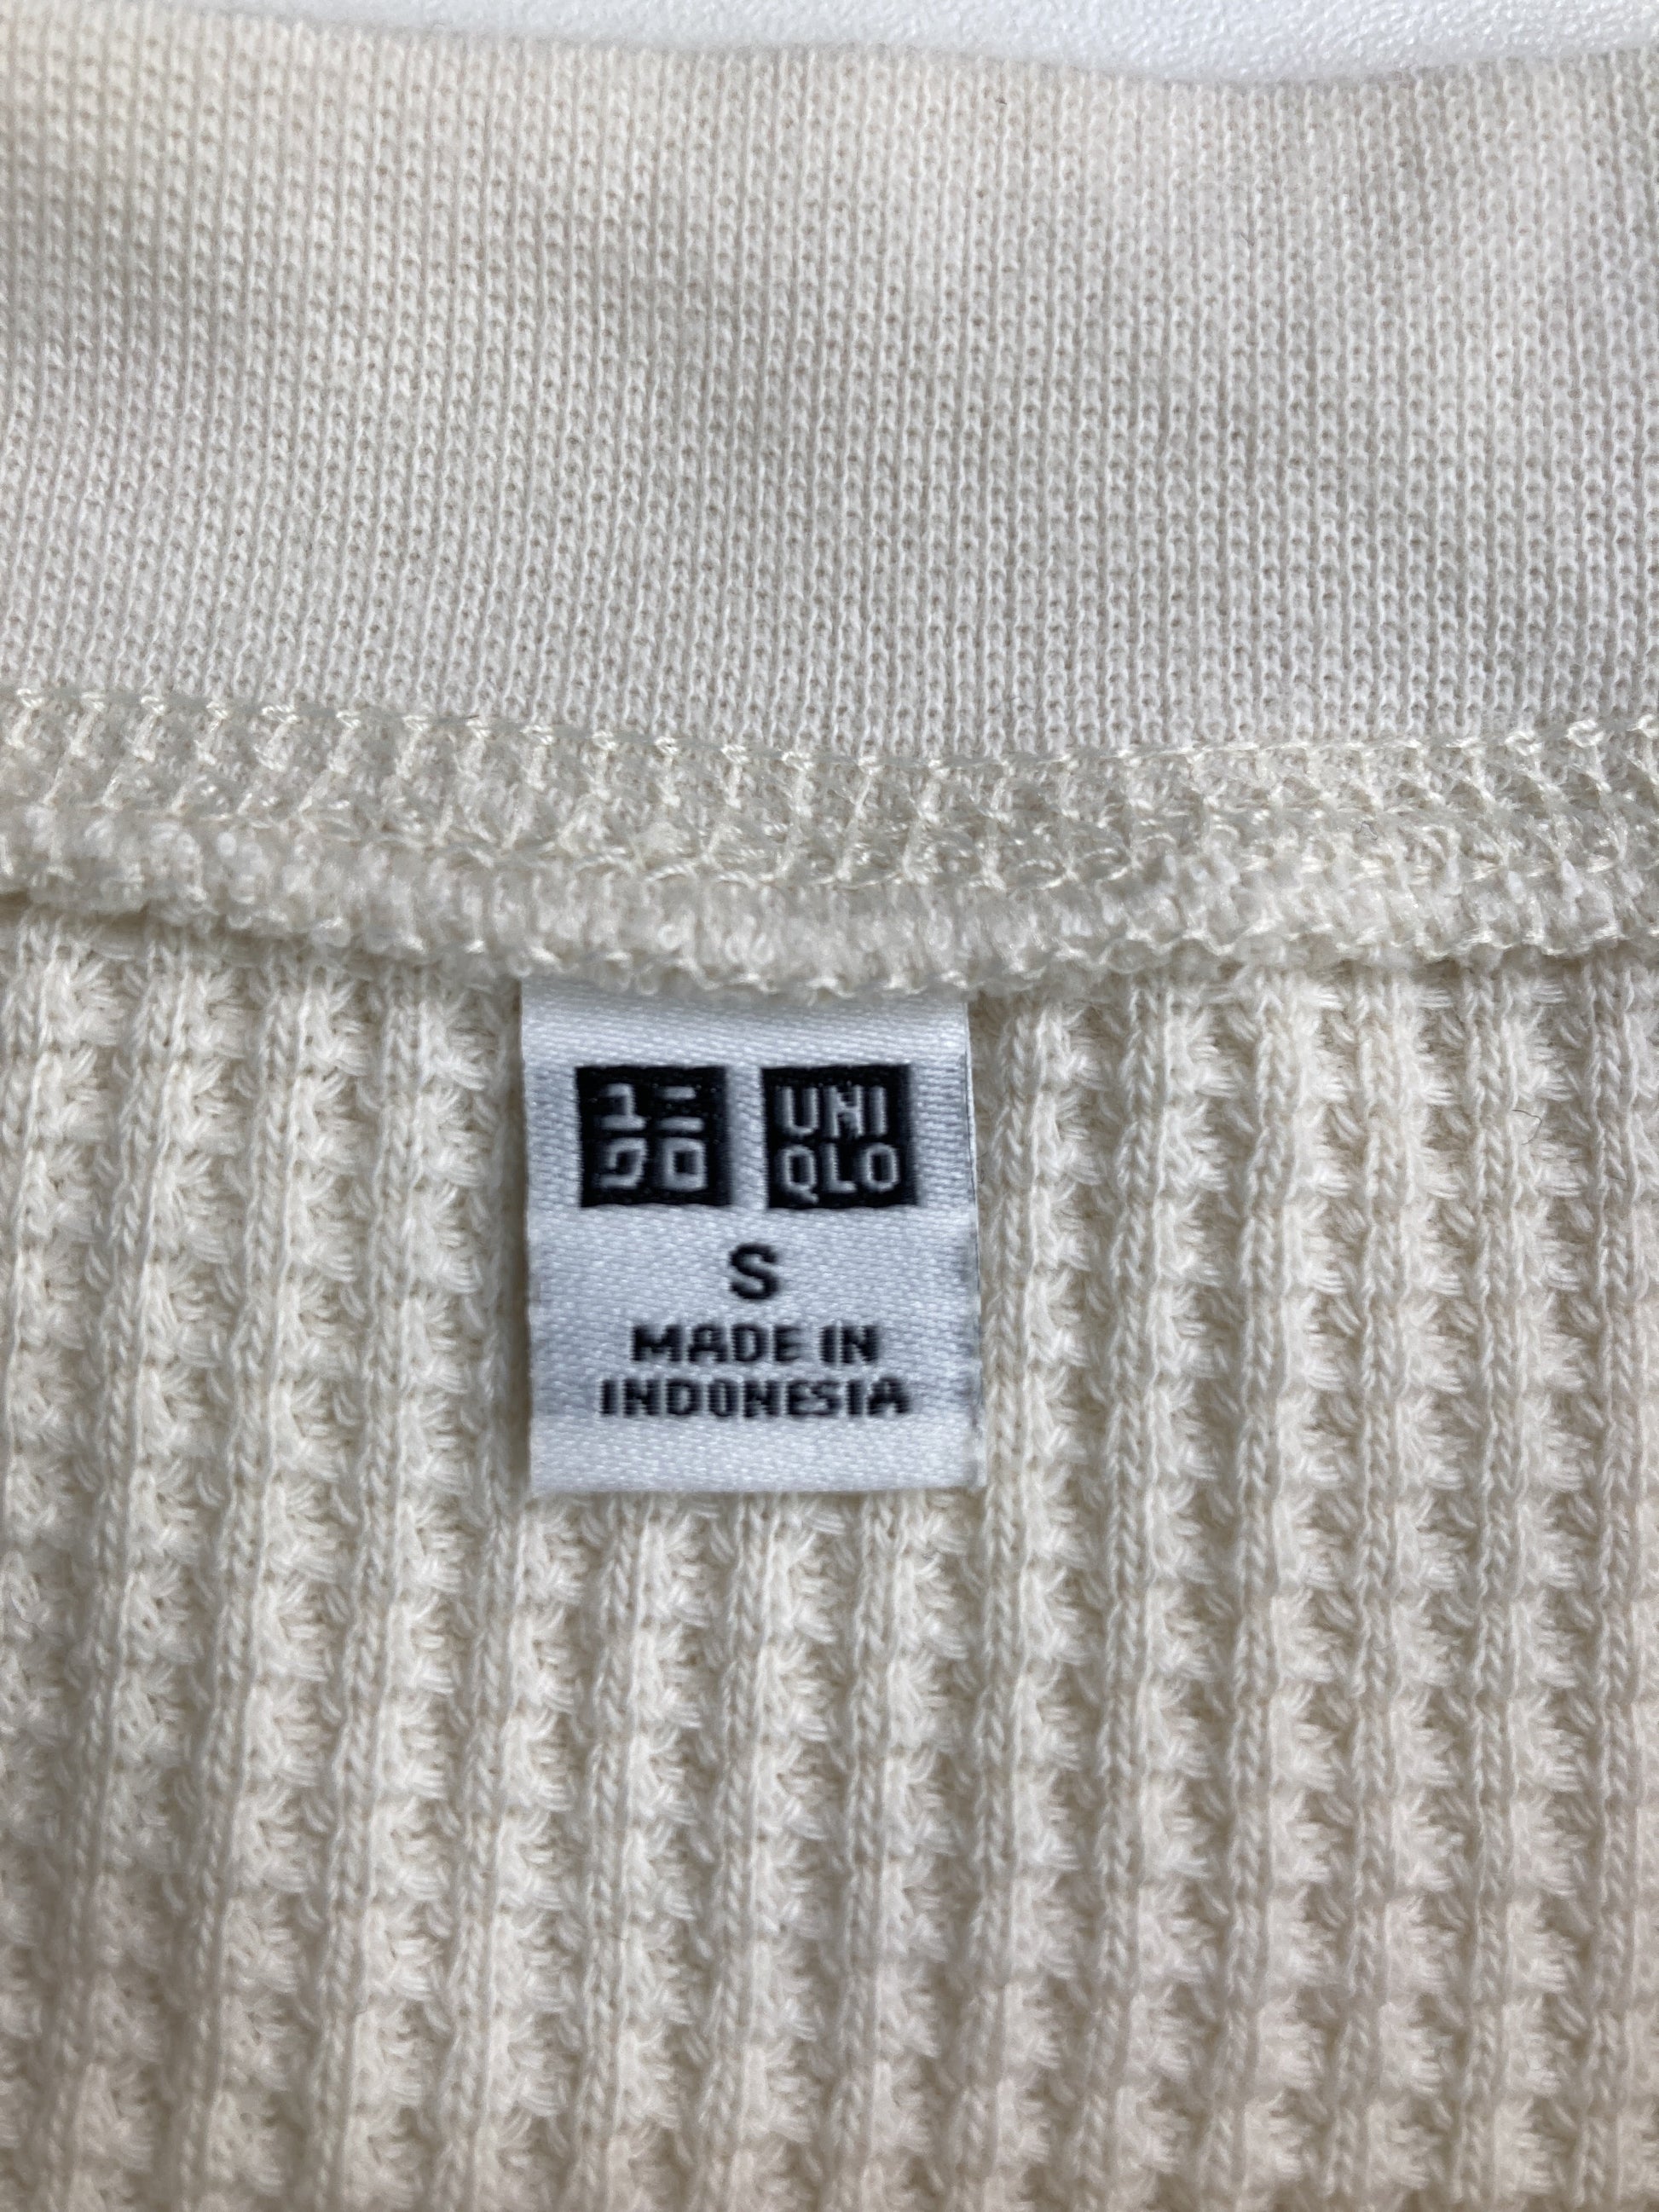 ユニ
クロ
UNI
QLO
S
MADE IN
INDONESIA